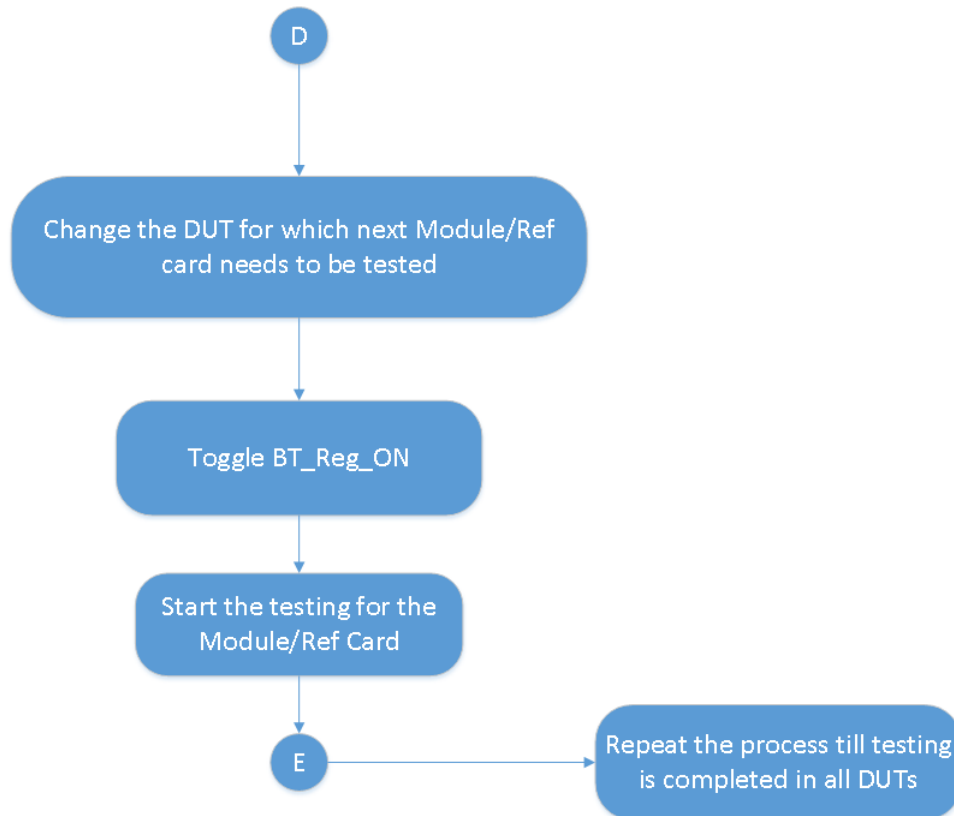 D
Change the DUT for which next Module/Ref
card needs to be tested
Toggle BT_Reg_ON
Start the testing for the
Module/Ref Card
E
Repeat the process till testing
is completed in all DUTs